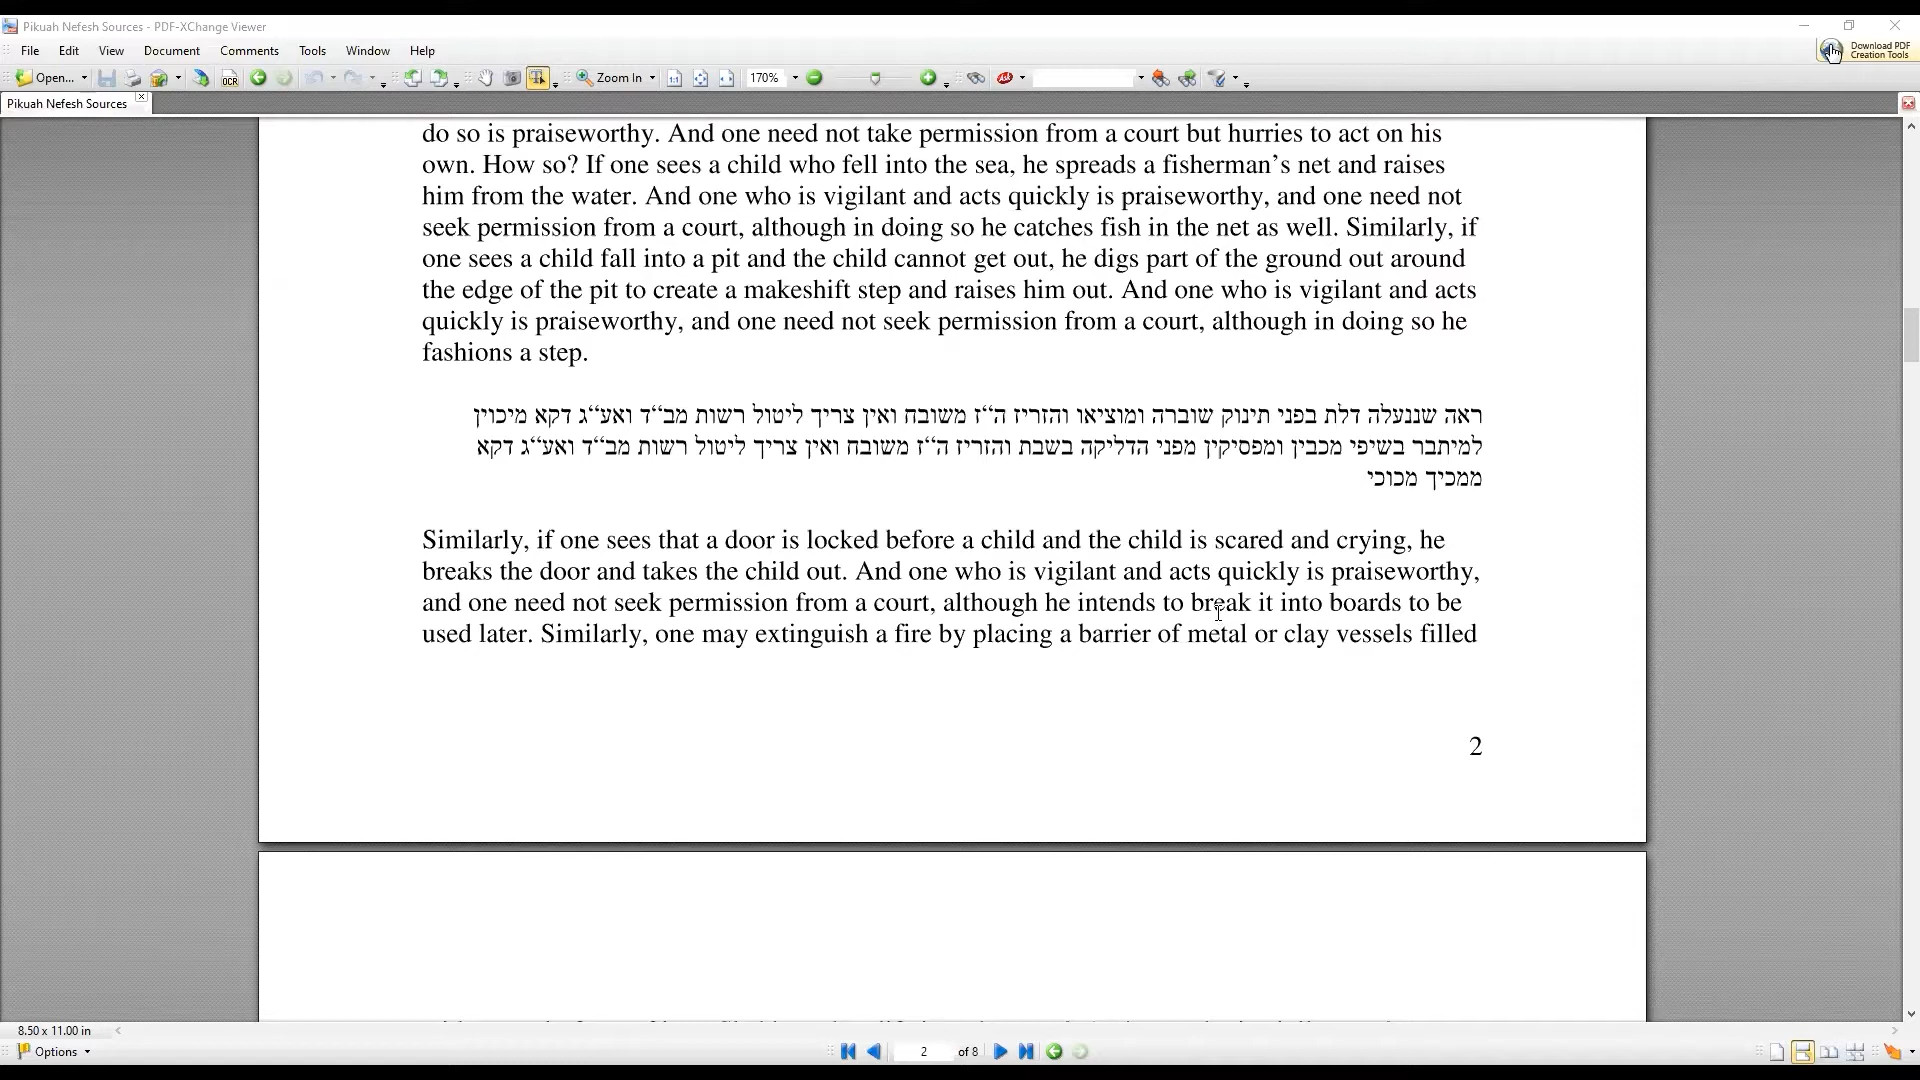 Pikuah Nefesh Sources - PDF-XChange Viewer
File Edit View Document Comments Tools Window Help
Download PDF
Creation Tools
Open...
OCR
Zoom In
170%
Pikuah Nefesh Sources
do so is praiseworthy. And one need not take permission from a court but hurries to act on his
own. How so? If one sees a child who fell into the sea, he spreads a fisherman’s net and raises
him from the water. And one who is vigilant and acts quickly is praiseworthy, and one need not
seek permission from a court, although in doing so he catches fish in the net as well. Similarly, if
one sees a child fall into a pit and the child cannot get out, he digs part of the ground out around
the edge of the pit to create a makeshift step and raises him out. And one who is vigilant and acts
quickly is praiseworthy, and one need not seek permission from a court, although in doing so he
fashions a step.
ראה שננעלה דלת בפני תינוק שוברה ומוציאו והזריז ה“ז משובח ואין צריך ליטול רשות מב“ד ואע“ג דקא מיכוין
למיתבר בשיפי מכבין ומפסיקין מפני הדליקה בשבת והזריז ה“ז משובח ואין צריך ליטול רשות מב“ד ואע“ג דקא
ממכיך מכוכי
Similarly, if one sees that a door is locked before a child and the child is scared and crying, he
breaks the door and takes the child out. And one who is vigilant and acts quickly is praiseworthy,
and one need not seek permission from a court, although he intends to break it into boards to be
used later. Similarly, one may extinguish a fire by placing a barrier of metal or clay vessels filled
2
8.50 x 11.00 in
Options
2 of 8